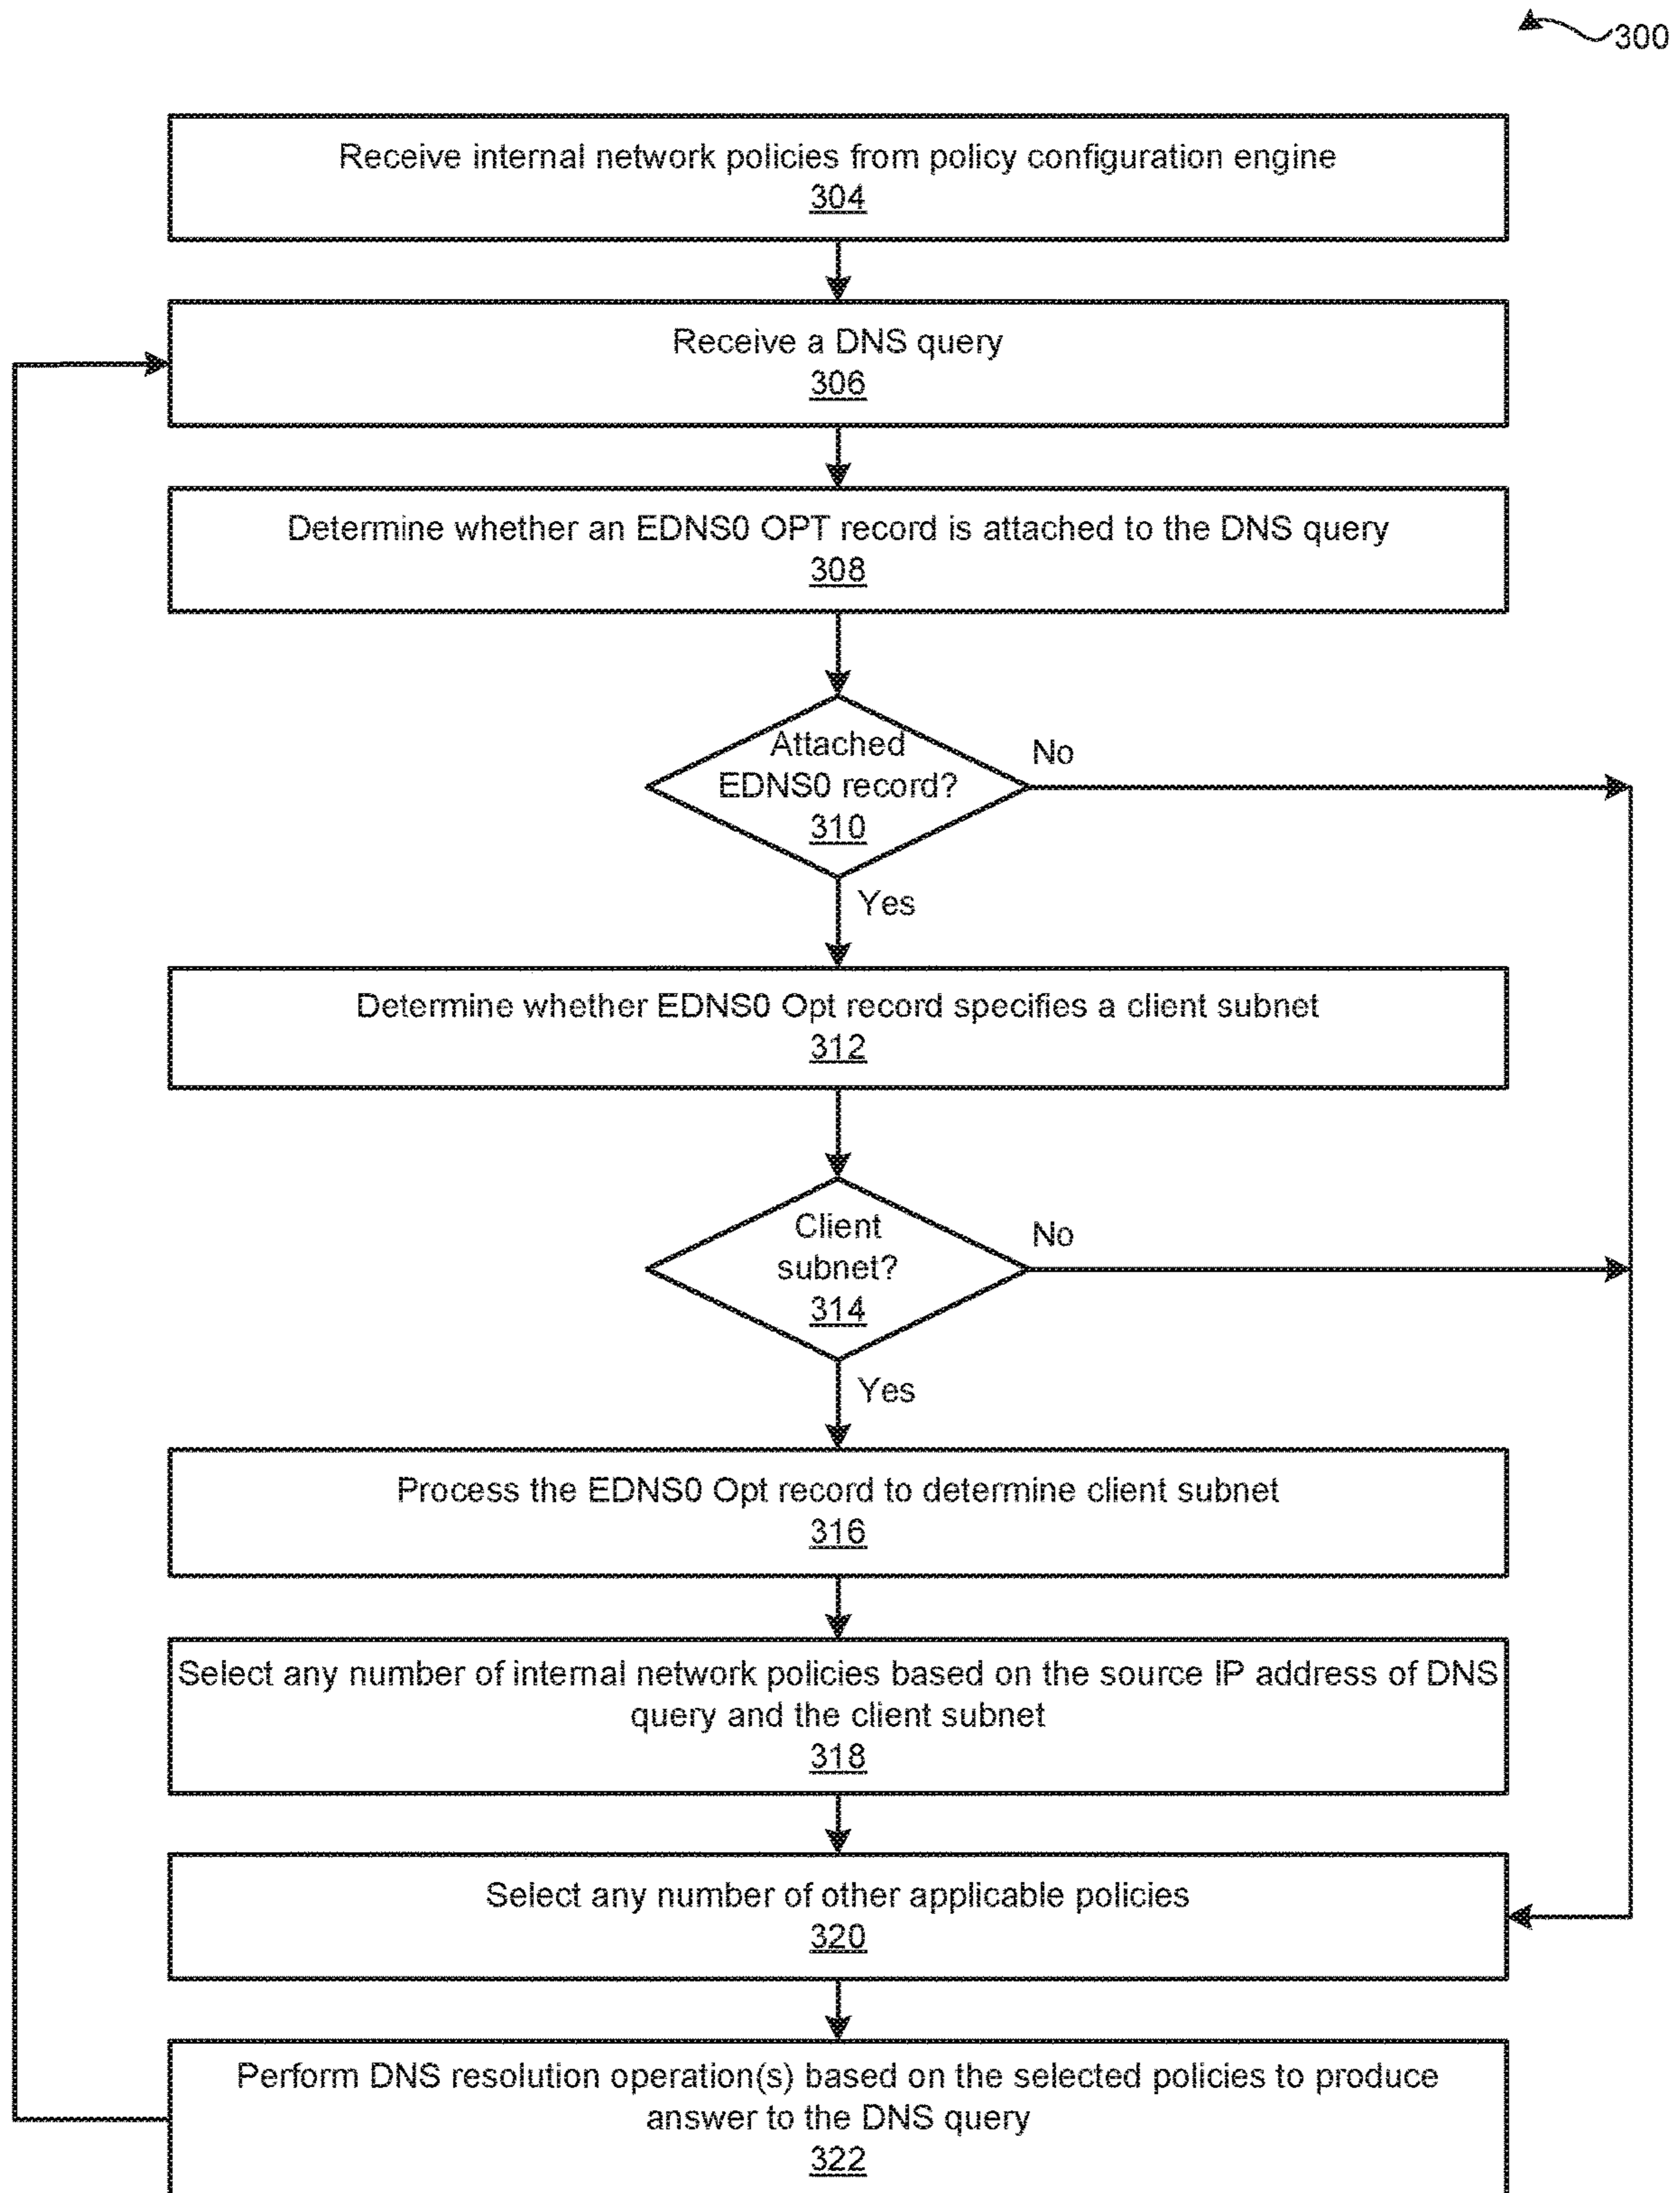 300
Receive internal network policies from policy configuration engine
304
Receive a DNS query
306
Determine whether an EDNS0 OPT record is attached to the DNS query
308
Attached
EDNS0 record?
310
No
Yes
Determine whether EDNS0 Opt record specifies a client subnet
312
Client
subnet?
314
No
Yes
Process the EDNS0 Opt record to determine client subnet
316
Select any number of internal network policies based on the source IP address of DNS
query and the client subnet
318
Select any number of other applicable policies
320
Perform DNS resolution operation(s) based on the selected policies to produce
answer to the DNS query
322